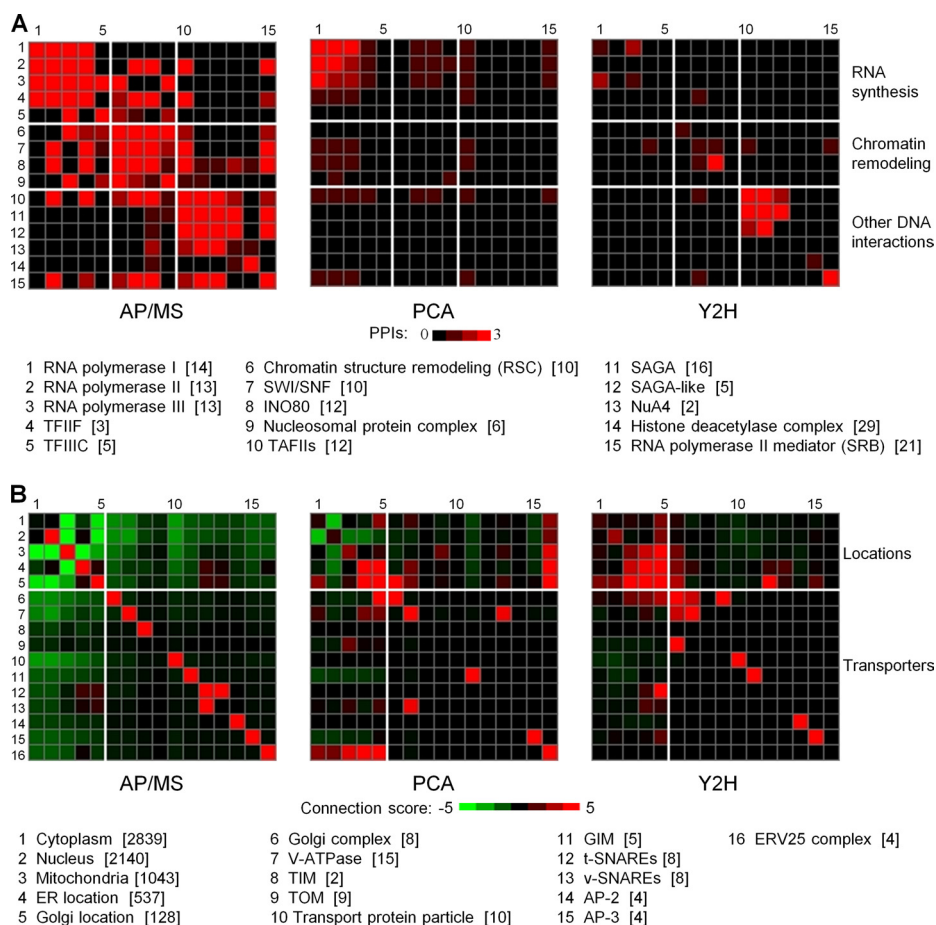 A
1 5 10 15
1 5 10 15
1 5 10 15
1
2
3
4
5
6
7
8
9
10
11
12
13
14
15
RNA
synthesis
Chromatin
remodeling
Other DNA
interactions
AP/MS PCA Y2H
PPIs: 0 3
1 RNA polymerase I [14]
2 RNA polymerase II [13]
3 RNA polymerase III [13]
4 TFIIF [3]
5 TFIIIC [5]
6 Chromatin structure remodeling (RSC) [10]
7 SWI/SNF [10]
8 INO80 [12]
9 Nucleosomal protein complex [6]
10 TAFIIs [12]
11 SAGA [16]
12 SAGA-like [5]
13 NuA4 [2]
14 Histone deacetylase complex [29]
15 RNA polymerase II mediator (SRB) [21]
B
1 5 10 15
1 5 10 15
1 5 10 15
1
2
3
4
5
6
7
8
9
10
11
12
13
14
15
16
Locations
Transporters
AP/MS PCA Y2H
Connection score: -5 5
1 Cytoplasm [2839]
2 Nucleus [2140]
3 Mitochondria [1043]
4 ER location [537]
5 Golgi location [128]
6 Golgi complex [8]
7 V-ATPase [15]
8 TIM [2]
9 TOM [9]
10 Transport protein particle [10]
11 GIM [5]
12 t-SNAREs [8]
13 v-SNAREs [8]
14 AP-2 [4]
15 AP-3 [4]
16 ERV25 complex [4]